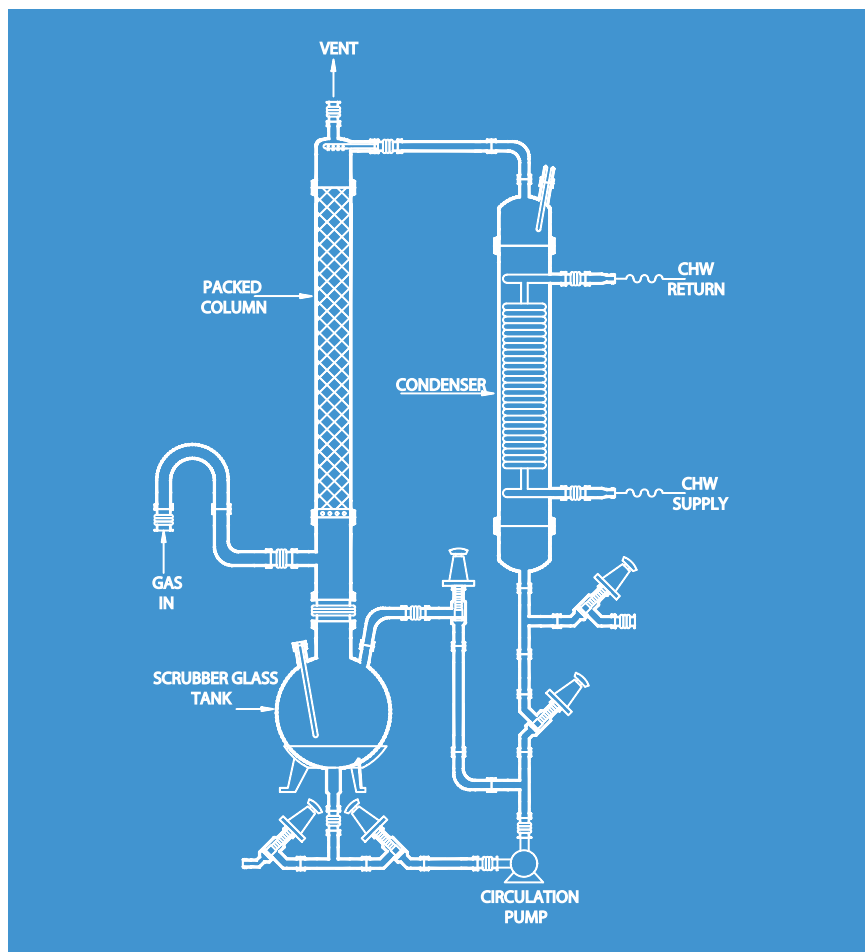 VENT
PACKED
COLUMN
CHW
RETURN
CONDENSER
CHW
SUPPLY
GAS
IN
SCRUBBER GLASS
TANK
CIRCULATION
PUMP